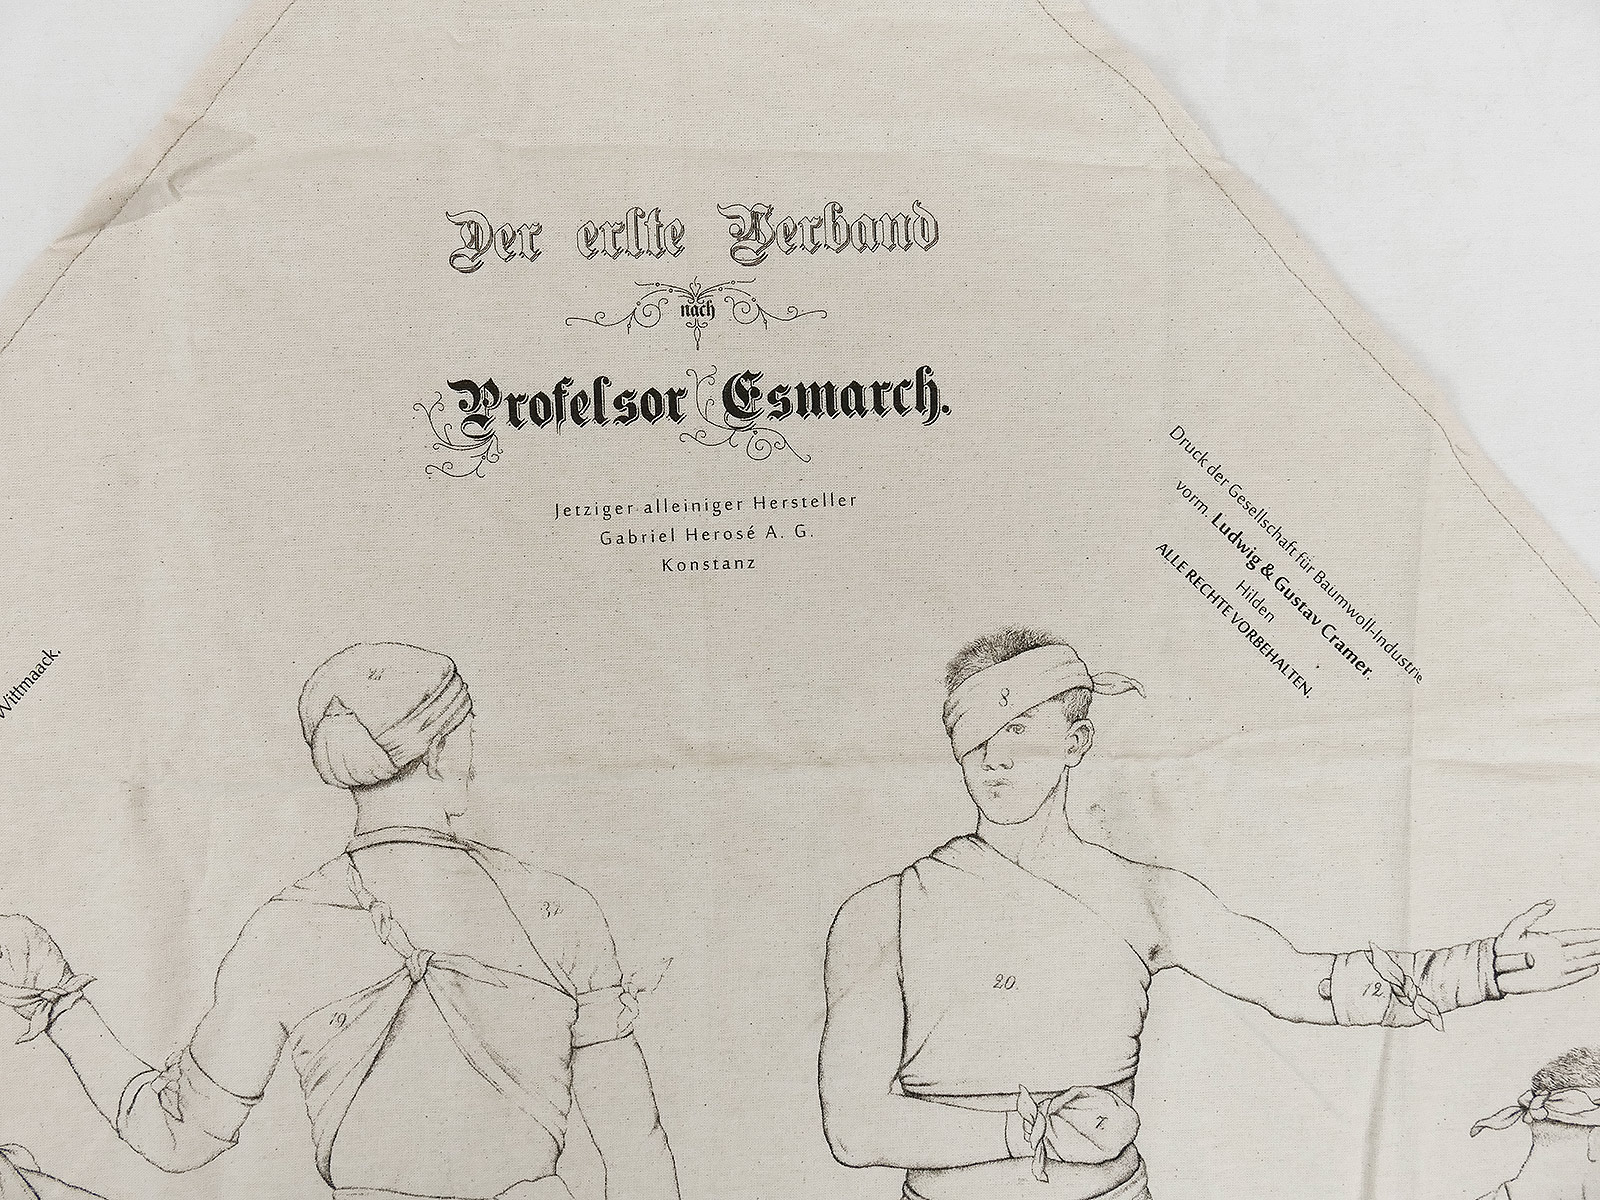 Der erſte Verband
nach
Profeſsor Esmarch.
Jetziger alleiniger Hersteller
Gabriel Herosé A. G.
Konstanz
Druck der Gesellschaft für Baumwoll-Industrie
vorm. Ludwig & Gustav Cramer.
Hilden
ALLE RECHTE VORBEHALTEN.
Wittmaack.
8.
32
20.
12.
19.
7.